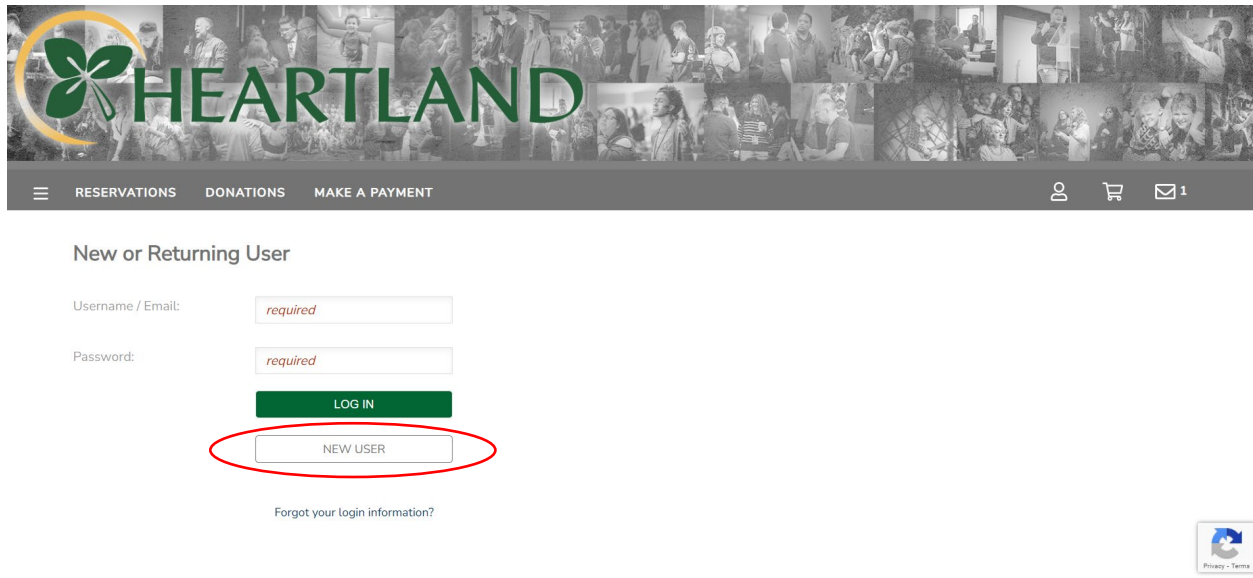 HEARTLAND
RESERVATIONS DONATIONS MAKE A PAYMENT 1
New or Returning User
Username / Email: required
Password: required
LOG IN
NEW USER
Forgot your login information?
Privacy - Terms